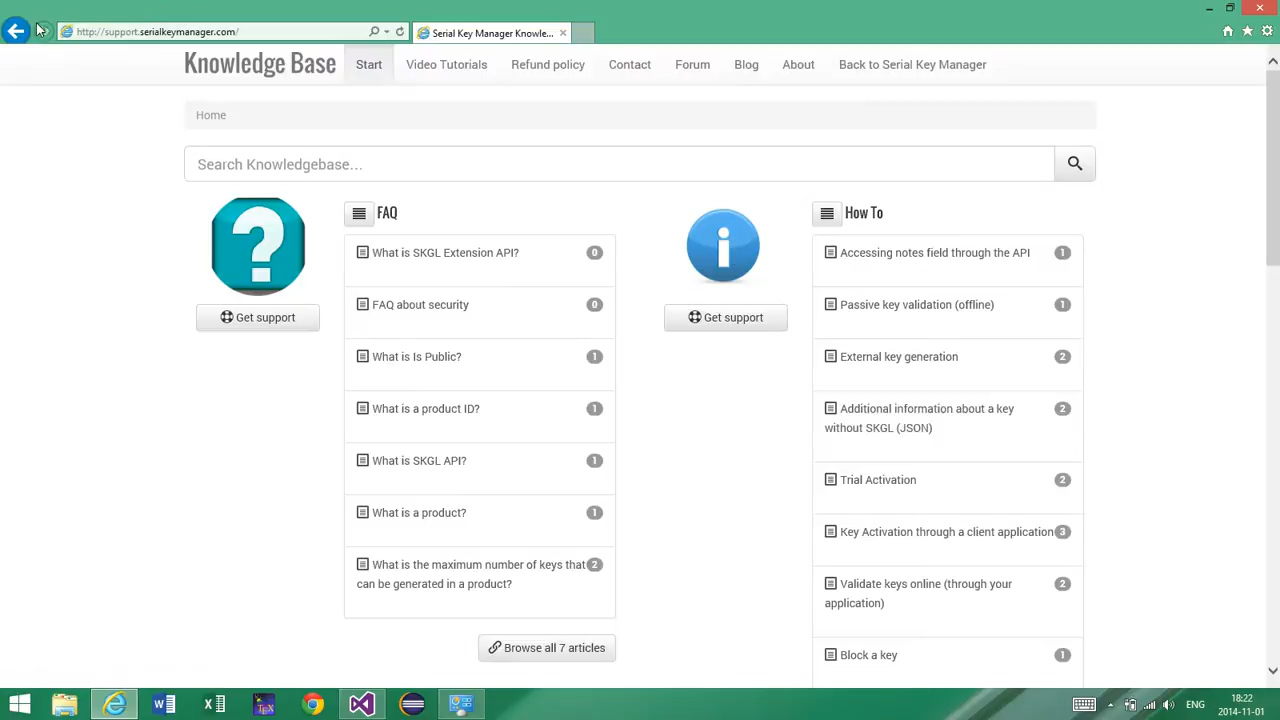 http://support.serialkeymanager.com/
Serial Key Manager Knowle...
Knowledge Base
Start
Video Tutorials
Refund policy
Contact
Forum
Blog
About
Back to Serial Key Manager
Home
Search Knowledgebase...
FAQ
What is SKGL Extension API? 0
FAQ about security 0
What is Is Public? 1
What is a product ID? 1
What is SKGL API? 1
What is a product? 1
What is the maximum number of keys that 2
can be generated in a product?
Browse all 7 articles
Get support
How To
Accessing notes field through the API 1
Passive key validation (offline) 1
External key generation 2
Additional information about a key 2
without SKGL (JSON)
Trial Activation 2
Key Activation through a client application 3
Validate keys online (through your 2
application)
Block a key 1
Get support
ENG
18:22
2014-11-01